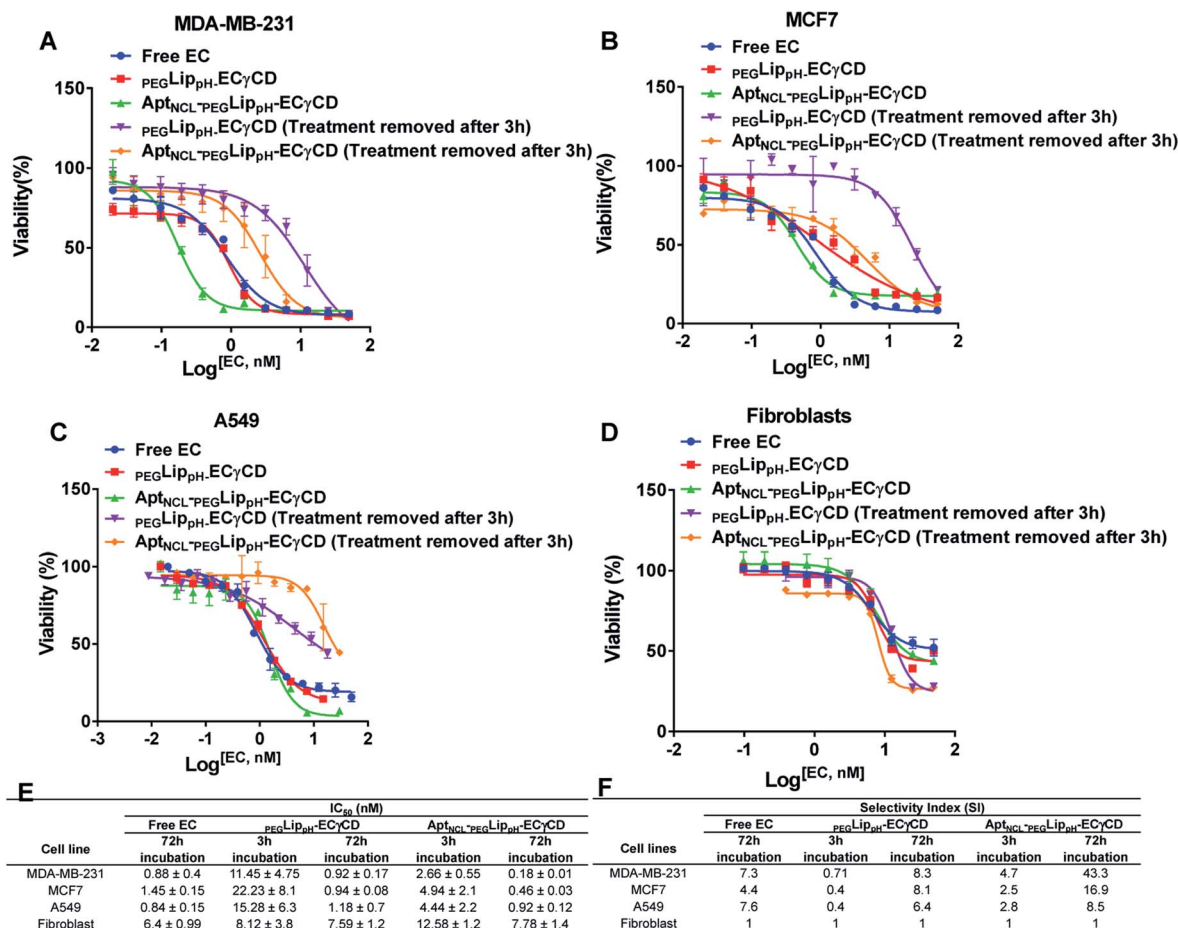 A
MDA-MB-231
Free EC
PEGLippH-ECγCD
AptNCL-PEGLippH-ECγCD
PEGLippH-ECγCD (Treatment removed after 3h)
AptNCL-PEGLippH-ECγCD (Treatment removed after 3h)
Viability(%)
150
100
50
0
-2 -1 0 1 2
Log[EC, nM]
B
MCF7
Free EC
PEGLippH-ECγCD
AptNCL-PEGLippH-ECγCD
PEGLippH-ECγCD (Treatment removed after 3h)
AptNCL-PEGLippH-ECγCD (Treatment removed after 3h)
Viability(%)
150
100
50
0
-2 -1 0 1 2
Log[EC, nM]
C
A549
Free EC
PEGLippH-ECγCD
AptNCL-PEGLippH-ECγCD
PEGLippH-ECγCD (Treatment removed after 3h)
AptNCL-PEGLippH-ECγCD (Treatment removed after 3h)
Viability (%)
150
100
50
0
-3 -2 -1 0 1 2
Log[EC, nM]
D
Fibroblasts
Free EC
PEGLippH-ECγCD
AptNCL-PEGLippH-ECγCD
PEGLippH-ECγCD (Treatment removed after 3h)
AptNCL-PEGLippH-ECγCD (Treatment removed after 3h)
Viability (%)
150
100
50
0
-2 -1 0 1 2
Log[EC, nM]
E
IC50 (nM)
Free EC PEGLippH-ECγCD AptNCL-PEGLippH-ECγCD
Cell line 72h incubation 3h incubation 72h incubation 3h incubation 72h incubation
MDA-MB-231 0.88 ± 0.4 11.45 ± 4.75 0.92 ± 0.17 2.66 ± 0.55 0.18 ± 0.01
MCF7 1.45 ± 0.15 22.23 ± 8.1 0.94 ± 0.08 4.94 ± 2.1 0.46 ± 0.03
A549 0.84 ± 0.15 15.28 ± 6.3 1.18 ± 0.7 4.44 ± 2.2 0.92 ± 0.12
Fibroblast 6.4 ± 0.99 8.12 ± 3.8 7.59 ± 1.2 12.58 ± 1.2 7.78 ± 1.4
F
Selectivity Index (SI)
Free EC PEGLippH-ECγCD AptNCL-PEGLippH-ECγCD
Cell lines 72h incubation 3h incubation 72h incubation 3h incubation 72h incubation
MDA-MB-231 7.3 0.71 8.3 4.7 43.3
MCF7 4.4 0.4 8.1 2.5 16.9
A549 7.6 0.4 6.4 2.8 8.5
Fibroblast 1 1 1 1 1